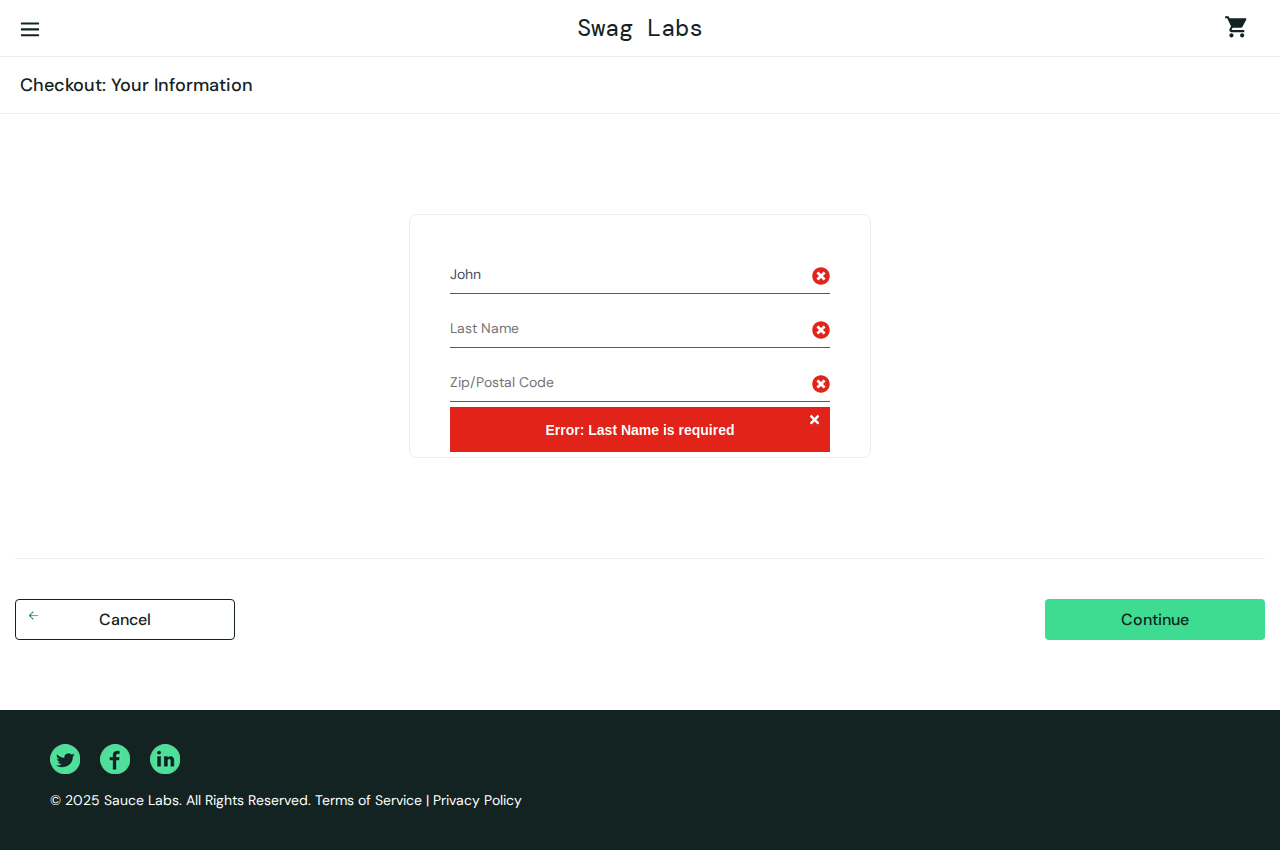 Swag Labs
Checkout: Your Information
John
Last Name
Zip/Postal Code
Error: Last Name is required
Cancel
Continue
© 2025 Sauce Labs. All Rights Reserved. Terms of Service | Privacy Policy